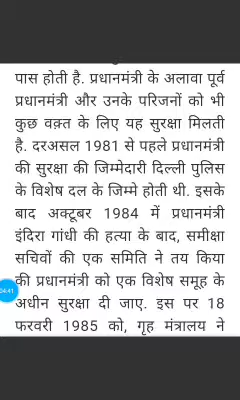 पास होती है. प्रधानमंत्री के अलावा पूर्व
प्रधानमंत्री और उनके परिजनों को भी
कुछ वक़्त के लिए यह सुरक्षा मिलती
है. दरअसल 1981 से पहले प्रधानमंत्री
की सुरक्षा की जिम्मेदारी दिल्ली पुलिस
के विशेष दल के जिम्मे होती थी. इसके
बाद अक्टूबर 1984 में प्रधानमंत्री
इंदिरा गांधी की हत्या के बाद, समीक्षा
सचिवों की एक समिति ने तय किया
की प्रधानमंत्री को एक विशेष समूह के
04:41
अधीन सुरक्षा दी जाए. इस पर 18
फरवरी 1985 को, गृह मंत्रालय ने